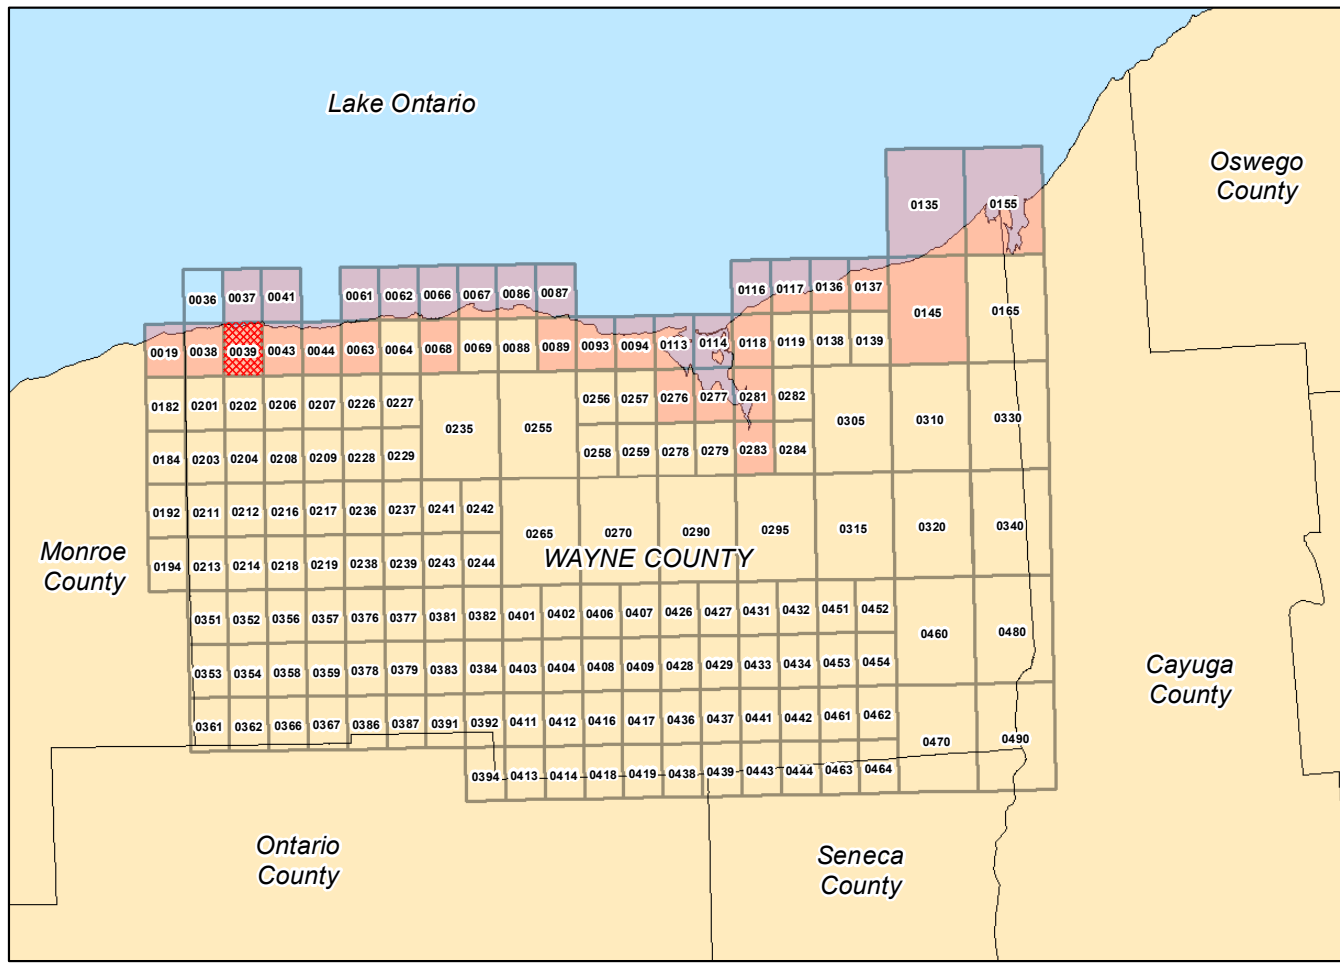 Lake Ontario
Oswego
County
0135 0155
0036 0037 0041 0061 0062 0066 0067 0086 0087 0116 0117 0136 0137
0145 0165
0019 0038 0039 0043 0044 0063 0064 0068 0069 0088 0089 0093 0094 0113 0114 0118 0119 0138 0139
0182 0201 0202 0206 0207 0226 0227 0256 0257 0276 0277 0281 0282
0235 0255 0305 0310 0330
0184 0203 0204 0208 0209 0228 0229 0258 0259 0278 0279 0283 0284
0192 0211 0212 0216 0217 0236 0237 0241 0242
0265 0270 0290 0295 0315 0320 0340
Monroe
County
WAYNE COUNTY
0194 0213 0214 0218 0219 0238 0239 0243 0244
0351 0352 0356 0357 0376 0377 0381 0382 0401 0402 0406 0407 0426 0427 0431 0432 0451 0452
0460 0480
0353 0354 0358 0359 0378 0379 0383 0384 0403 0404 0408 0409 0428 0429 0433 0434 0453 0454
Cayuga
County
0361 0362 0366 0367 0386 0387 0391 0392 0411 0412 0416 0417 0436 0437 0441 0442 0461 0462
0470 0490
0394 0413 0414 0418 0419 0438 0439 0443 0444 0463 0464
Ontario
County
Seneca
County